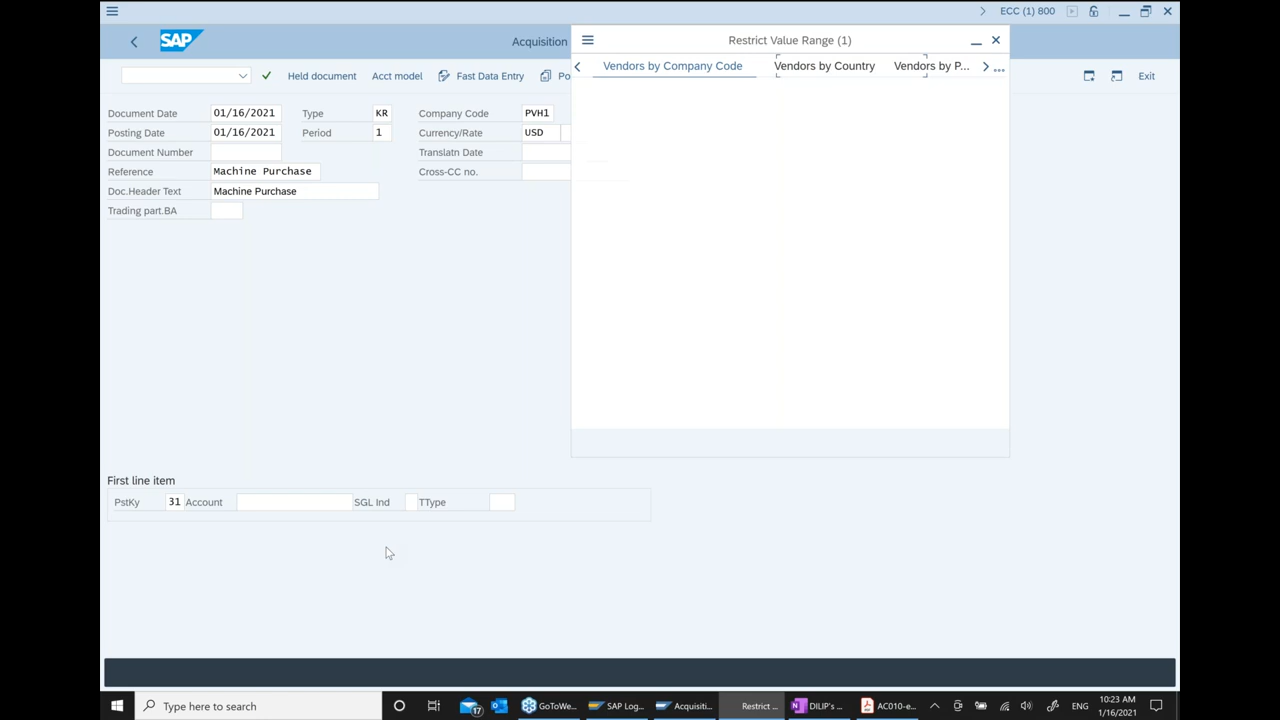 ECC (1) 800
SAP
Acquisition
Restrict Value Range (1)
Vendors by Company Code
Vendors by Country
Vendors by P...
...
Held document
Acct model
Fast Data Entry
Po
Exit
Document Date 01/16/2021 Type KR Company Code PVH1
Posting Date 01/16/2021 Period 1 Currency/Rate USD
Document Number Translatn Date
Reference Machine Purchase Cross-CC no.
Doc.Header Text Machine Purchase
Trading part.BA
First line item
PstKy 31 Account SGL Ind TType
Type here to search
17
GoToWe...
SAP Log...
Acquisiti...
Restrict ...
DILIP's ...
AC010-e...
ENG
10:23 AM
1/16/2021